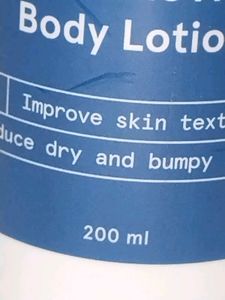 Body Lotio
Improve skin text
duce dry and bumpy
200 ml